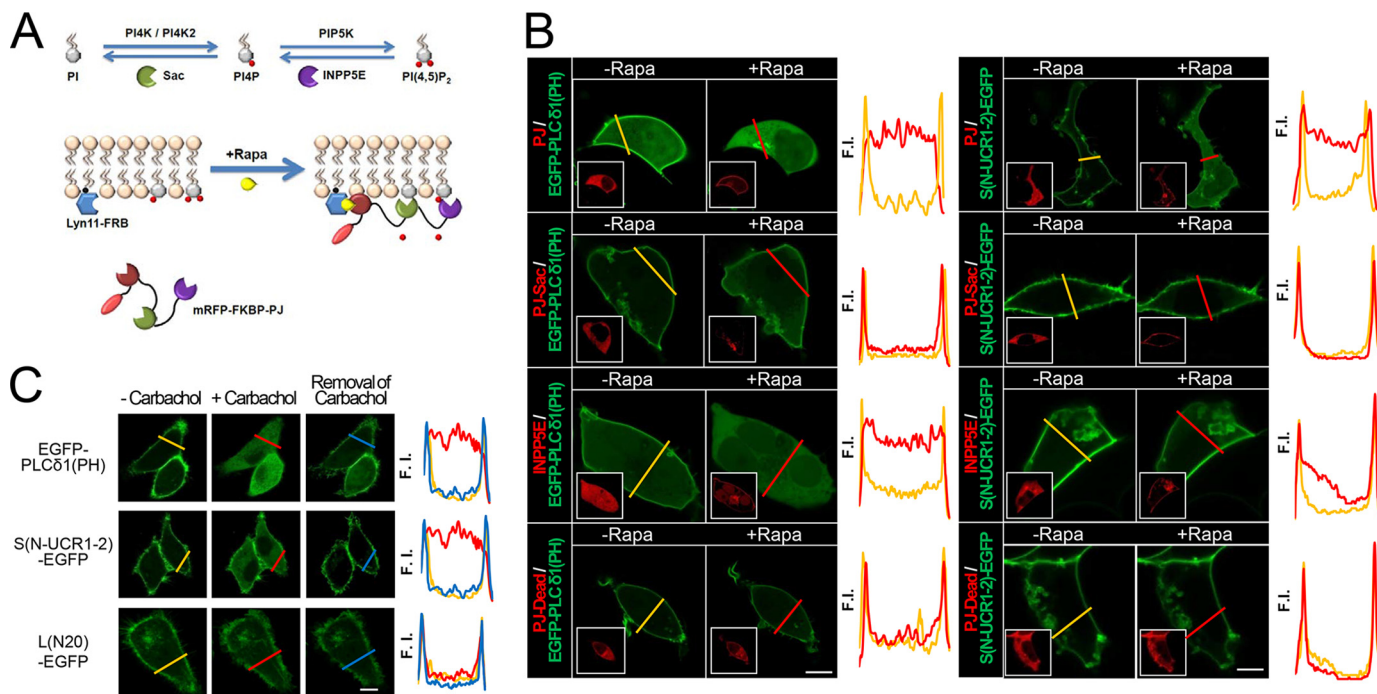 A
PI4K / PI4K2
PIP5K
PI
Sac
PI4P
INPP5E
PI(4,5)P2
+Rapa
Lyn11-FRB
mRFP-FKBP-PJ
B
-Rapa
+Rapa
PJ/
EGFP-PLCδ1(PH)
F.I.
-Rapa
+Rapa
PJ-Sac/
EGFP-PLCδ1(PH)
F.I.
-Rapa
+Rapa
INPP5E/
EGFP-PLCδ1(PH)
F.I.
-Rapa
+Rapa
PJ-Dead/
EGFP-PLCδ1(PH)
F.I.
-Rapa
+Rapa
PJ/
S(N-UCR1-2)-EGFP
F.I.
-Rapa
+Rapa
PJ-Sac/
S(N-UCR1-2)-EGFP
F.I.
-Rapa
+Rapa
INPP5E/
S(N-UCR1-2)-EGFP
F.I.
-Rapa
+Rapa
PJ-Dead/
S(N-UCR1-2)-EGFP
F.I.
C
- Carbachol
+ Carbachol
Removal of
Carbachol
EGFP-
PLCδ1(PH)
F. I.
S(N-UCR1-2)
-EGFP
F. I.
L(N20)
-EGFP
F. I.